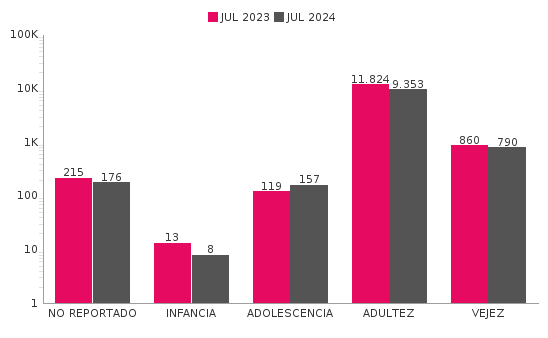 JUL 2023 JUL 2024
100K
10K
1K
100
10
1
215 176 13 8 119 157 11.824 9.353 860 790
NO REPORTADO INFANCIA ADOLESCENCIA ADULTEZ VEJEZ